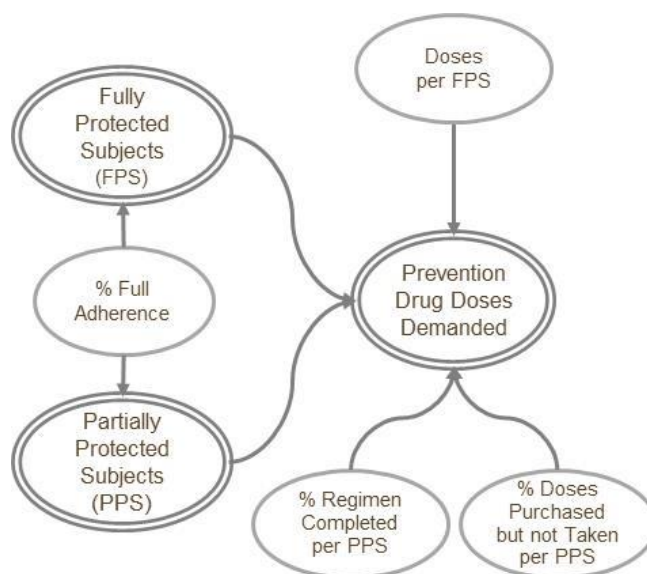 Doses
per FPS
Fully
Protected
Subjects
(FPS)
% Full
Adherence
Prevention
Drug Doses
Demanded
Partially
Protected
Subjects
(PPS)
% Regimen
Completed
per PPS
% Doses
Purchased
but not Taken
per PPS